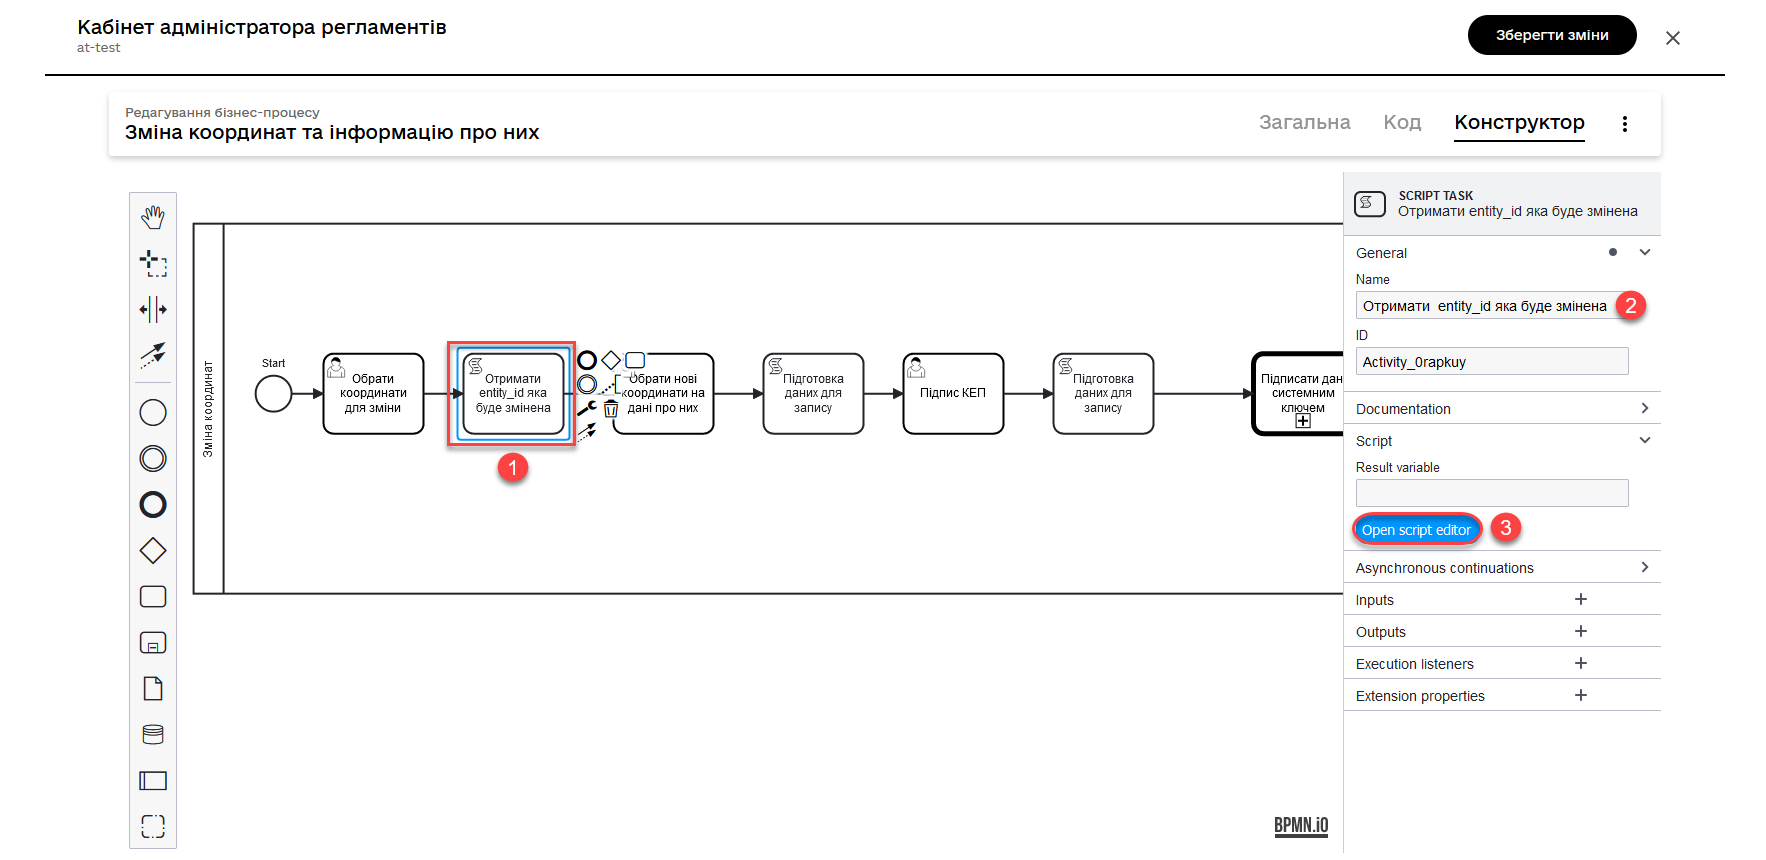 Кабінет адміністратора регламентів
at-test
Зберегти зміни
Редагування бізнес-процесу
Зміна координат та інформацію про них
Загальна
Код
Конструктор
Зміна координат
Start
Обрати
координати
для зміни
Отримати
entity_id яка
буде змінена
1
Обрати нові
координати на
дані про них
Підготовка
даних для
запису
Підпис КЕП
Підготовка
даних для
запису
Підписати дан
системним
ключем
BPMN.iO
SCRIPT TASK
Отримати entity_id яка буде змінена
General
Name
Отримати  entity_id яка буде змінена
2
ID
Activity_0rapkuy
Documentation
Script
Result variable
Open script editor
3
Asynchronous continuations
Inputs
Outputs
Execution listeners
Extension properties